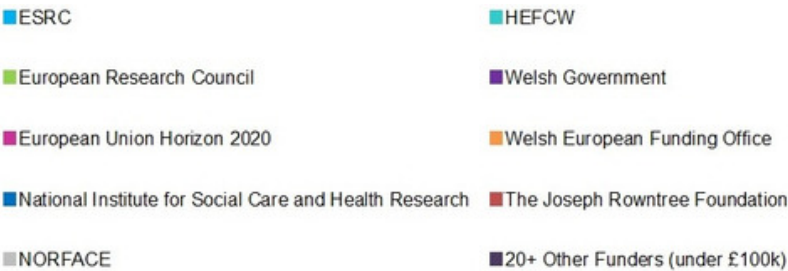 ESRC
HEFCW
European Research Council
Welsh Government
European Union Horizon 2020
Welsh European Funding Office
National Institute for Social Care and Health Research
The Joseph Rowntree Foundation
NORFACE
20+ Other Funders (under £100k)